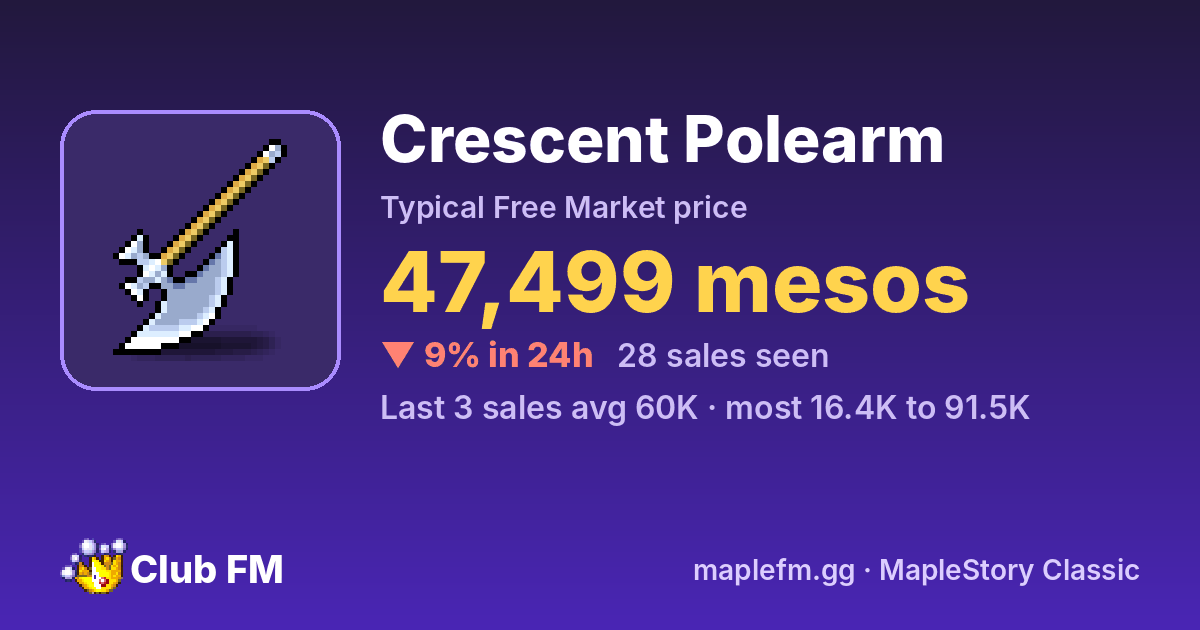 Crescent Polearm
Typical Free Market price
47,499 mesos
▼ 9% in 24h 28 sales seen
Last 3 sales avg 60K · most 16.4K to 91.5K
Club FM
maplefm.gg · MapleStory Classic